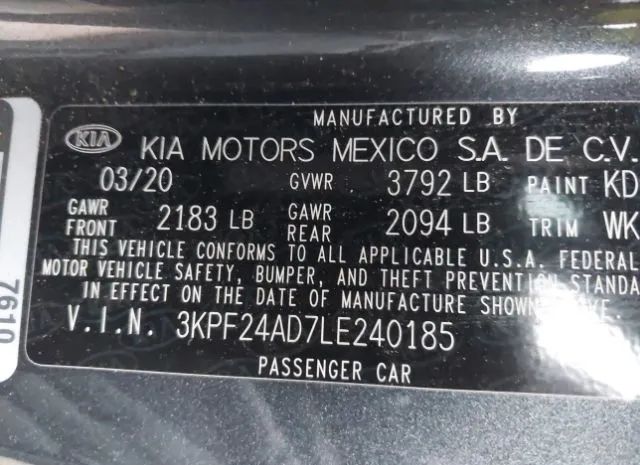 MANUFACTURED BY
KIA KIA MOTORS MEXICO S.A. DE C.V.
03/20 GVWR 3792 LB PAINT KD
GAWR FRONT 2183 LB GAWR REAR 2094 LB TRIM WK
THIS VEHICLE CONFORMS TO ALL APPLICABLE U.S.A. FEDERAL
MOTOR VEHICLE SAFETY, BUMPER, AND THEFT PREVENTION STANDA
IN EFFECT ON THE DATE OF MANUFACTURE SHOWN
V.I.N. 3KPF24AD7LE240185
PASSENGER CAR